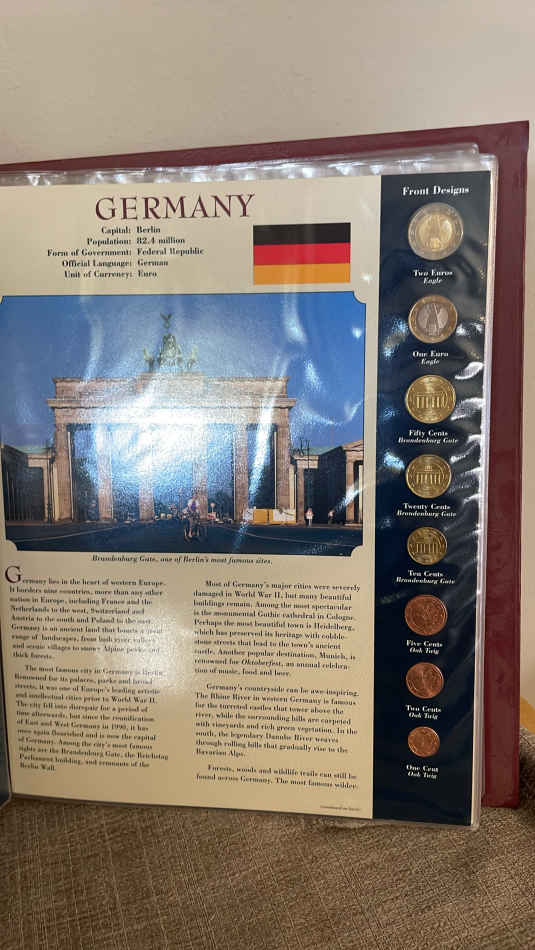 GERMANY
Capital: Berlin
Population: 82.4 million
Form of Government: Federal Republic
Official Language: German
Unit of Currency: Euro
Brandenburg Gate, one of Berlin's most famous sites.
Germany lies in the heart of western Europe.
It borders nine countries, more than any other
nation in Europe, including France and the
Netherlands to the west, Switzerland and
Austria to the south and Poland to the east.
Germany is an ancient land that boasts a great
range of landscapes, from lush river valleys
and scenic villages to snowy Alpine peaks and
thick forests.
The most famous city in Germany is Berlin.
Renowned for its palaces, parks and broad
streets, it was one of Europe's leading artistic
and intellectual cities prior to World War II.
The city fell into disrepair for a period of
time afterwards, but since the reunification
of East and West Germany in 1990, it has
once again flourished and is now the capital
of Germany. Among the city's most famous
sights are the Brandenburg Gate, the Reichstag
Parliament building, and remnants of the
Berlin Wall.
Most of Germany's major cities were severely
damaged in World War II, but many beautiful
buildings remain. Among the most spectacular
is the monumental Gothic cathedral in Cologne.
Perhaps the most beautiful town is Heidelberg,
which has preserved its heritage with cobble-
stone streets that lead to the town's ancient
castle. Another popular destination, Munich, is
renowned for Oktoberfest, an annual celebra-
tion of music, food and beer.
Germany's countryside can be awe-inspiring.
The Rhine River in western Germany is famous
for the turreted castles that tower above the
river, while the surrounding hills are carpeted
with vineyards and rich green vegetation. In the
south, the legendary Danube River weaves
through rolling hills that gradually rise to the
Bavarian Alps.
Forests, woods and wildlife trails can still be
found across Germany. The most famous wilder-
Front Designs
Two Euros
Eagle
One Euro
Eagle
Fifty Cents
Brandenburg Gate
Twenty Cents
Brandenburg Gate
Ten Cents
Brandenburg Gate
Five Cents
Oak Twig
Two Cents
Oak Twig
One Cent
Oak Twig